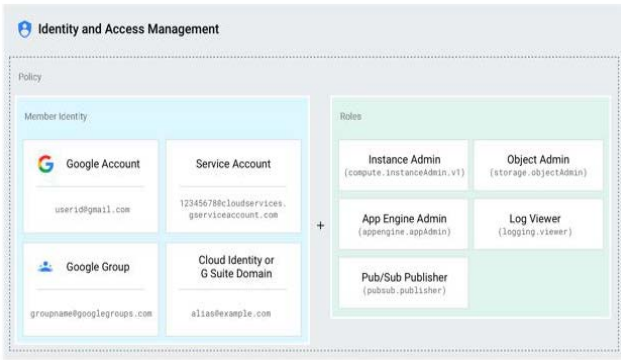 Identity and Access Management
Policy
Member Identity
Google Account
userid@gmail.com
Service Account
12345678@cloudservices.
gserviceaccount.com
Google Group
groupname@googlegroups.com
Cloud Identity or
G Suite Domain
alias@example.com
+
Roles
Instance Admin
(compute.instanceAdmin.v1)
Object Admin
(storage.objectAdmin)
App Engine Admin
(appengine.appAdmin)
Log Viewer
(logging.viewer)
Pub/Sub Publisher
(pubsub.publisher)